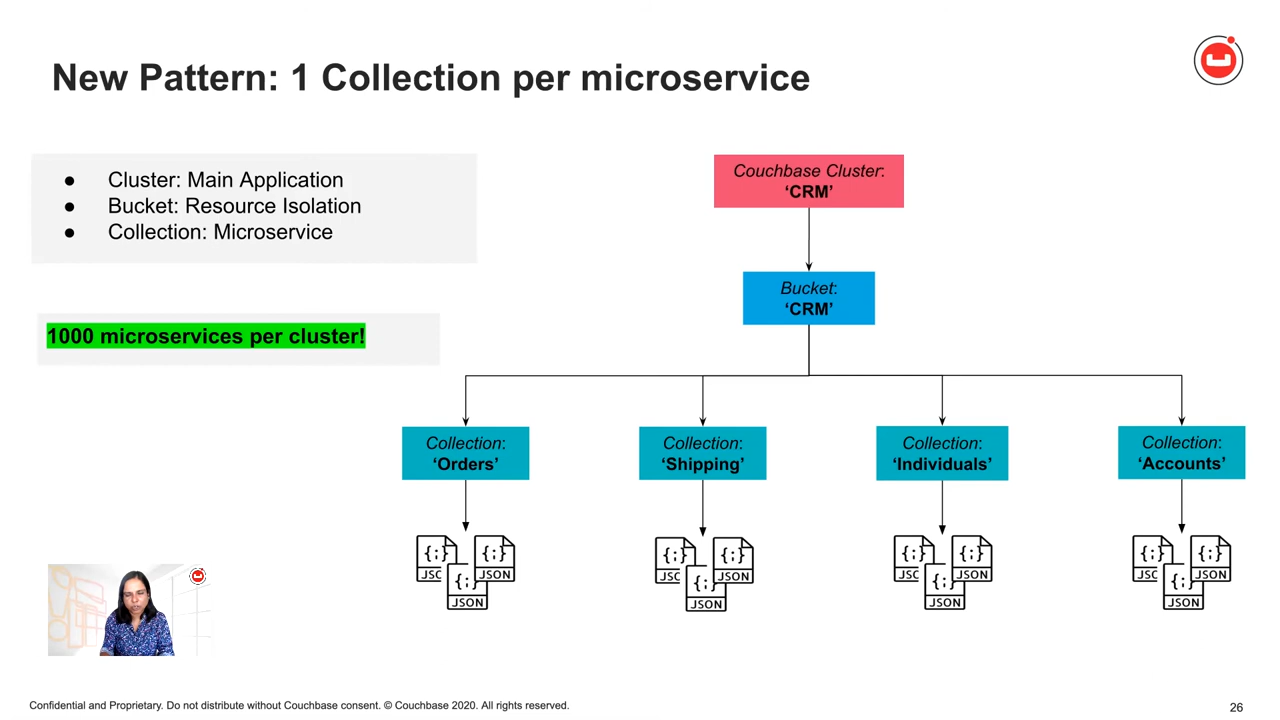 New Pattern: 1 Collection per microservice
● Cluster: Main Application
● Bucket: Resource Isolation
● Collection: Microservice
1000 microservices per cluster!
Couchbase Cluster:
‘CRM’
Bucket:
‘CRM’
Collection:
‘Orders’
Collection:
‘Shipping’
Collection:
‘Individuals’
Collection:
‘Accounts’
{;} {;}
JSC {;} JSON
JSON
{;} {;}
JSC {;} JSON
JSON
{;} {;}
JSC {;} JSON
JSON
{;} {;}
JSC {;} JSON
JSON
Confidential and Proprietary. Do not distribute without Couchbase consent. © Couchbase 2020. All rights reserved.
26